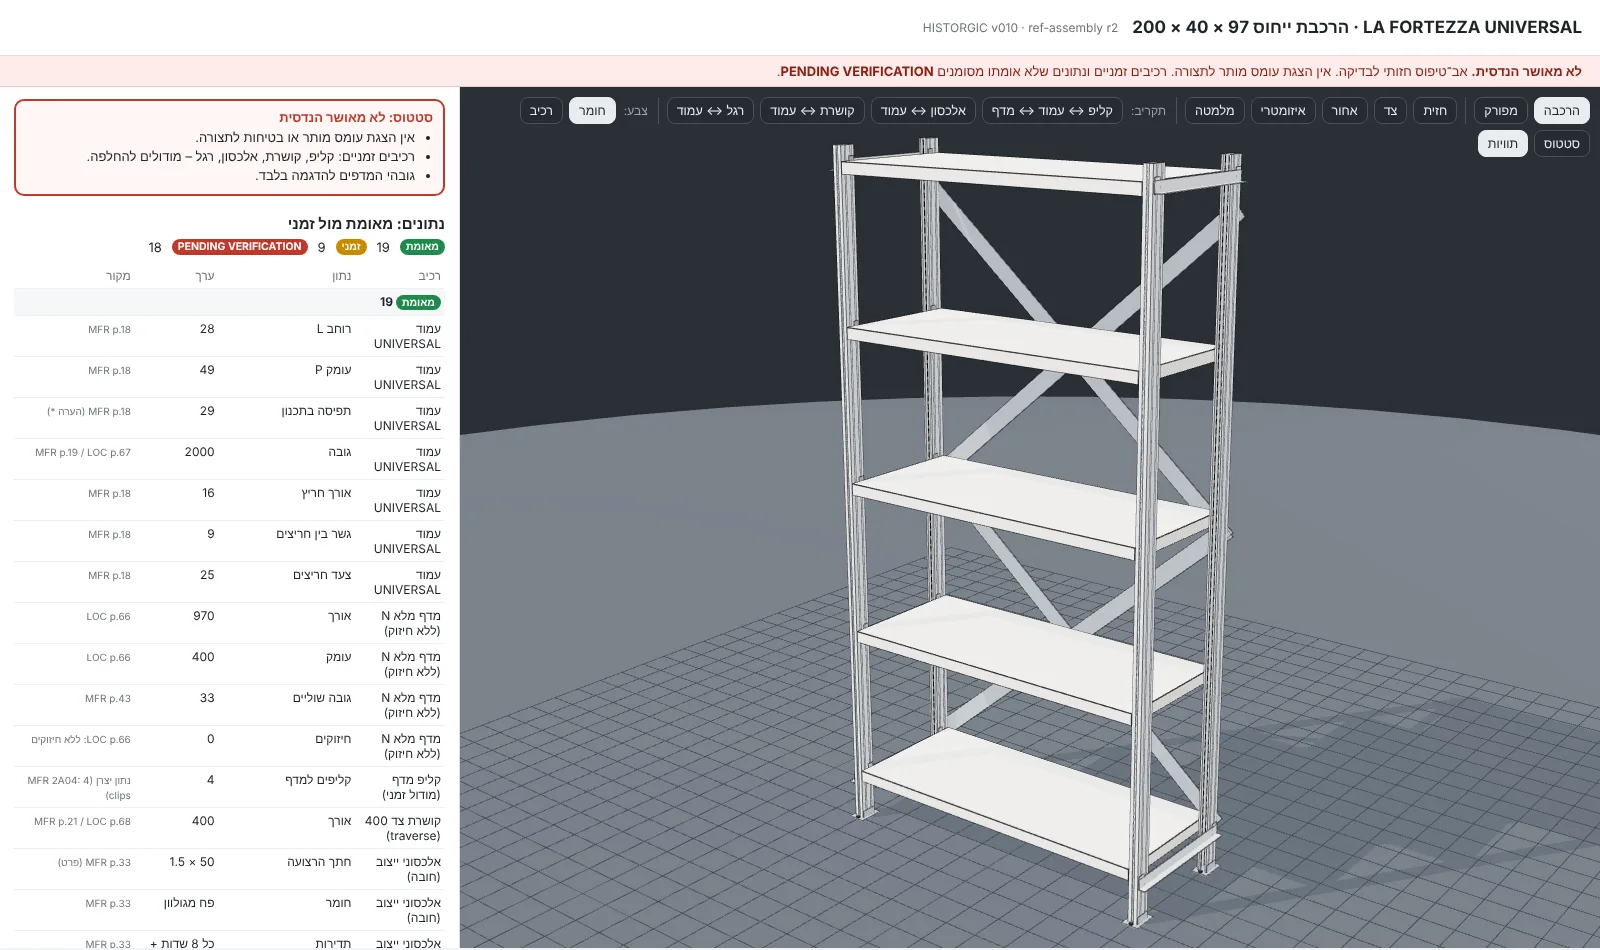 LA FORTEZZA UNIVERSAL · הרכבת ייחוס 97 × 40 × 200 HISTORGIC v010 · ref-assembly r2
לא מאושר הנדסית. אב־טיפוס חזותי לבדיקה. אין הצגת עומס מותר לתצורה. רכיבים זמניים ונתונים שלא אומתו מסומנים PENDING VERIFICATION.
הרכבה מפורק חזית צד אחור איזומטרי מלמטה תקריב: קליפ ↔ עמוד ↔ מדף אלכסון ↔ עמוד קושרת ↔ עמוד רגל ↔ עמוד צבע: חומר רכיב
סטטוס תוויות
סטטוס: לא מאושר הנדסית
• אין הצגת עומס מותר או בטיחות לתצורה.
• רכיבים זמניים: קליפ, קושרת, אלכסון, רגל – מודולים להחלפה.
• גובהי המדפים להדגמה בלבד.
נתונים: מאומת מול זמני
מאומת 19 זמני 9 PENDING VERIFICATION 18
רכיב נתון ערך מקור
מאומת 19
עמוד UNIVERSAL רוחב L 28 MFR p.18
עמוד UNIVERSAL עומק P 49 MFR p.18
עמוד UNIVERSAL תפיסה בתכנון 29 MFR p.18 (הערה *)
עמוד UNIVERSAL גובה 2000 MFR p.19 / LOC p.67
עמוד UNIVERSAL אורך חריץ 16 MFR p.18
עמוד UNIVERSAL גשר בין חריצים 9 MFR p.18
עמוד UNIVERSAL צעד חריצים 25 MFR p.18
מדף מלא N (ללא חיזוק) אורך 970 LOC p.66
מדף מלא N (ללא חיזוק) עומק 400 LOC p.66
מדף מלא N (ללא חיזוק) גובה שוליים 33 MFR p.43
מדף מלא N (ללא חיזוק) חיזוקים 0 LOC p.66: ללא חיזוקים
קליפ מדף (מודול זמני) קליפים למדף 4 נתון יצרן (MFR 2A04: 4 clips)
קושרת צד 400 (traverse) אורך 400 MFR p.21 / LOC p.68
אלכסוני ייצוב (חובה) חתך הרצועה 50 × 1.5 MFR p.33 (פרט)
אלכסוני ייצוב (חובה) חומר פח מגולוון MFR p.33
אלכסוני ייצוב תדירות כל 8 שדות + MFR p.33